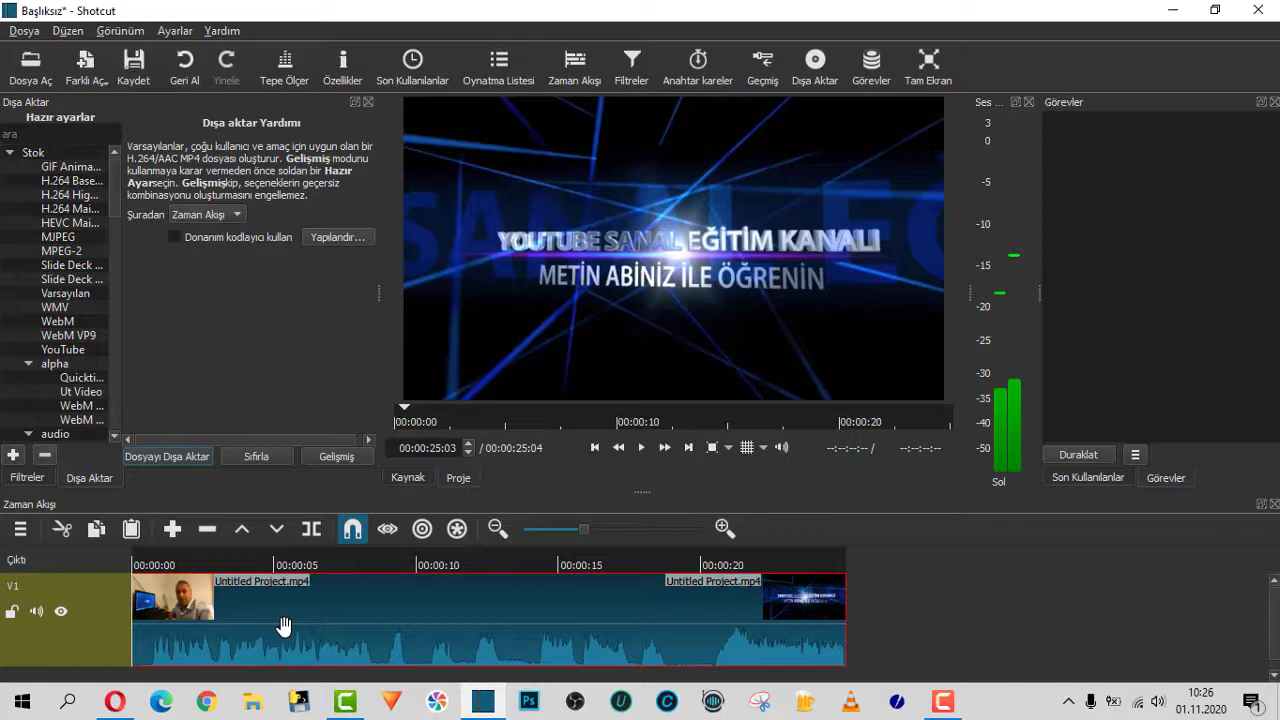 Başlıksız* - Shotcut
Dosya Düzen Görünüm Ayarlar Yardım
Dosya Aç Farklı Aç.. Kaydet Geri Al Yinele Tepe Ölçer Özellikler Son Kullanılanlar Oynatma Listesi Zaman Akışı Filtreler Anahtar kareler Geçmiş Dışa Aktar Görevler Tam Ekran
Dışa Aktar
Hazır ayarlar
ara
Stok
GIF Anima...
H.264 Base...
H.264 Hig...
H.264 Mai...
HEVC Mai...
MJPEG
MPEG-2
Slide Deck ...
Slide Deck ...
Varsayılan
WMV
WebM
WebM VP9
YouTube
alpha
Quickti...
Ut Video
WebM ...
WebM ...
audio
Dışa aktar Yardımı
Varsayılanlar, çoğu kullanıcı ve amaç için uygun olan bir
H.264/AAC MP4 dosyası oluşturur. Gelişmiş modunu
kullanmaya karar vermeden önce soldan bir Hazır
Ayarseçin. Gelişmişkip, seçeneklerin geçersiz
kombinasyonu oluşturmasını engellemez.
Şuradan Zaman Akışı
Donanım kodlayıcı kullan Yapılandır...
Dosyayı Dışa Aktar Sıfırla Gelişmiş
Filtreler Dışa Aktar
YOUTUBE SANAL EĞİTİM KANALI
METİN ABİNİZ İLE ÖĞRENİN
00:00:00 00:00:10 00:00:20
00:00:25:03 / 00:00:25:04 --:--:--:-- / --:--:--:--
Kaynak Proje
Ses ...
3
0
-5
-10
-15
-20
-25
-30
-35
-40
-50
Sol
Görevler
Duraklat
Son Kullanılanlar Görevler
Zaman Akışı
Çıktı 00:00:00 00:00:05 00:00:10 00:00:15 00:00:20
V1 Untitled Project.mp4 Untitled Project.mp4
10:26
01.11.2020
1